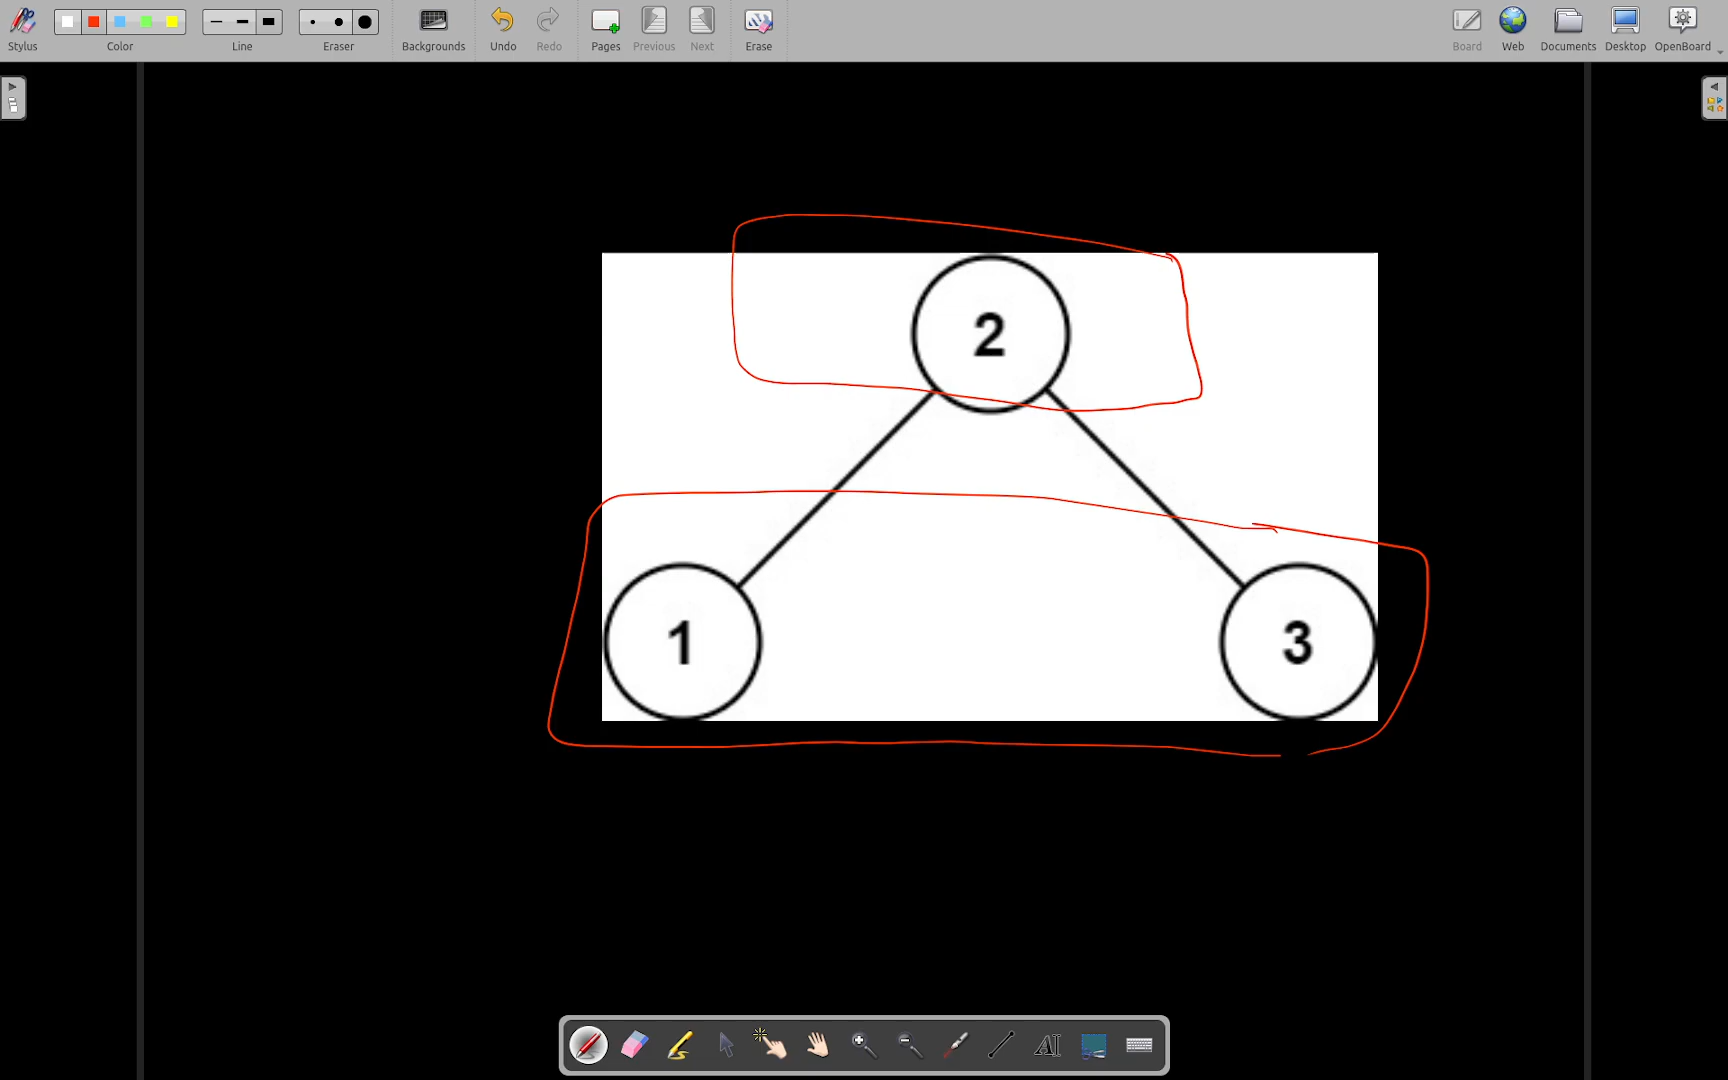 Stylus Color Line Eraser Backgrounds Undo Redo Pages Previous Next Erase Board Web Documents Desktop OpenBoard
2
1 3
AI